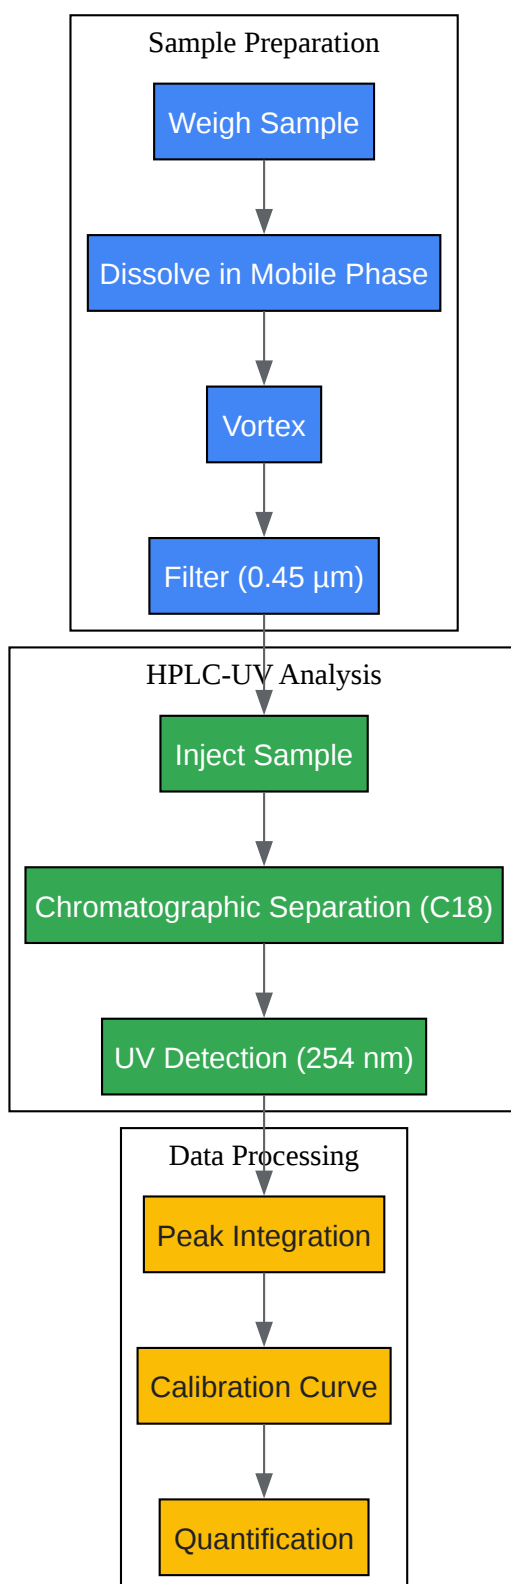 Sample Preparation
Weigh Sample
Dissolve in Mobile Phase
Vortex
Filter (0.45 µm)
HPLC-UV Analysis
Inject Sample
Chromatographic Separation (C18)
UV Detection (254 nm)
Data Processing
Peak Integration
Calibration Curve
Quantification